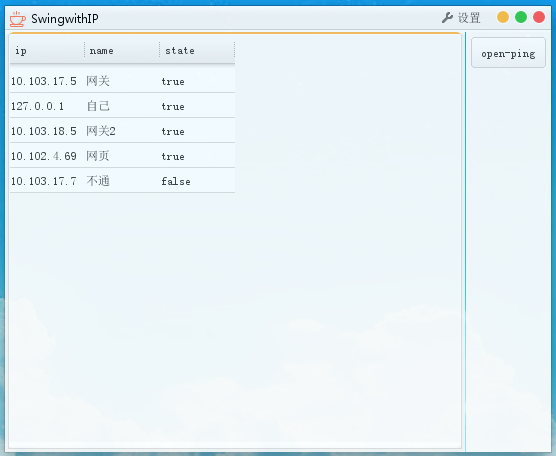 SwingwithIP 设置
ip name state
open-ping
10.103.17.5 网关 true
127.0.0.1 自己 true
10.103.18.5 网关2 true
10.102.4.69 网页 true
10.103.17.7 不通 false